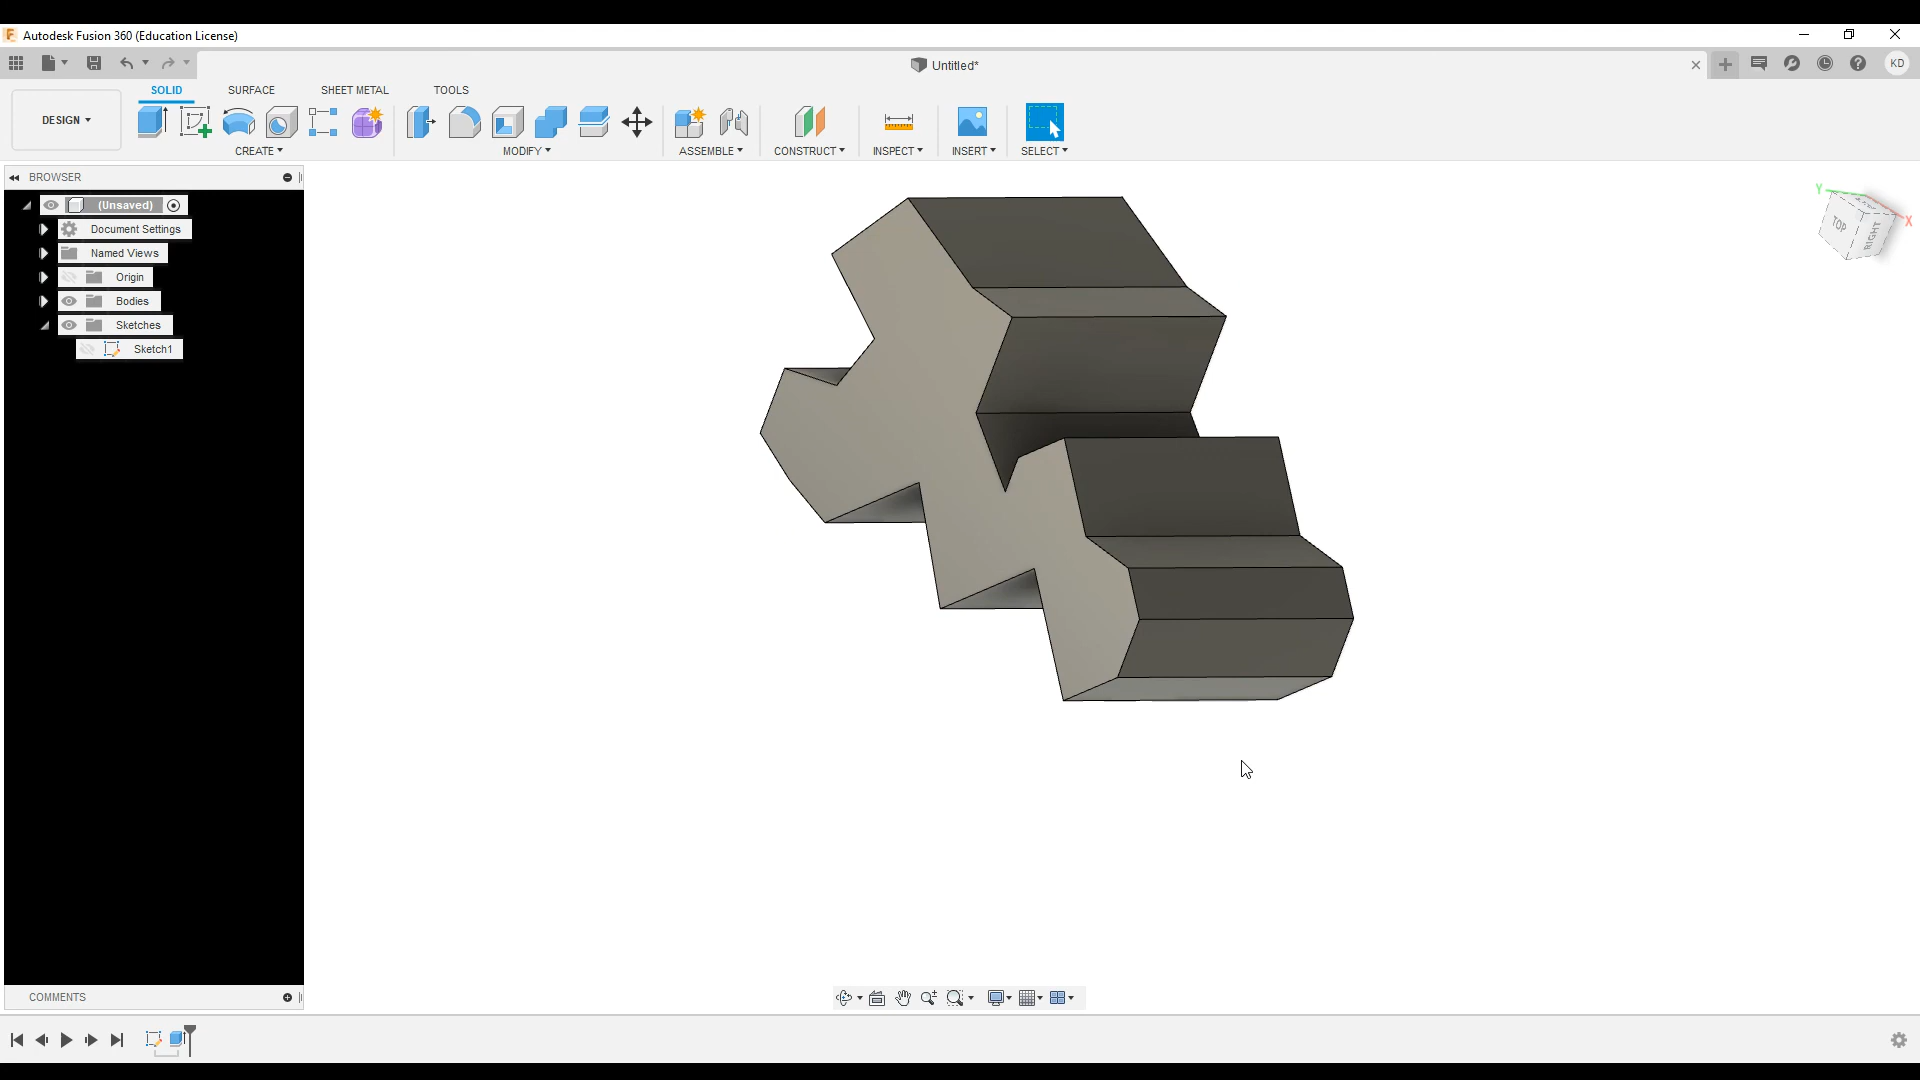 Autodesk Fusion 360 (Education License)
Untitled*
KD
SOLID SURFACE SHEET METAL TOOLS
DESIGN
CREATE MODIFY ASSEMBLE CONSTRUCT INSPECT INSERT SELECT
BROWSER
(Unsaved)
Document Settings
Named Views
Origin
Bodies
Sketches
Sketch1
Y
X
TOP
RIGHT
COMMENTS